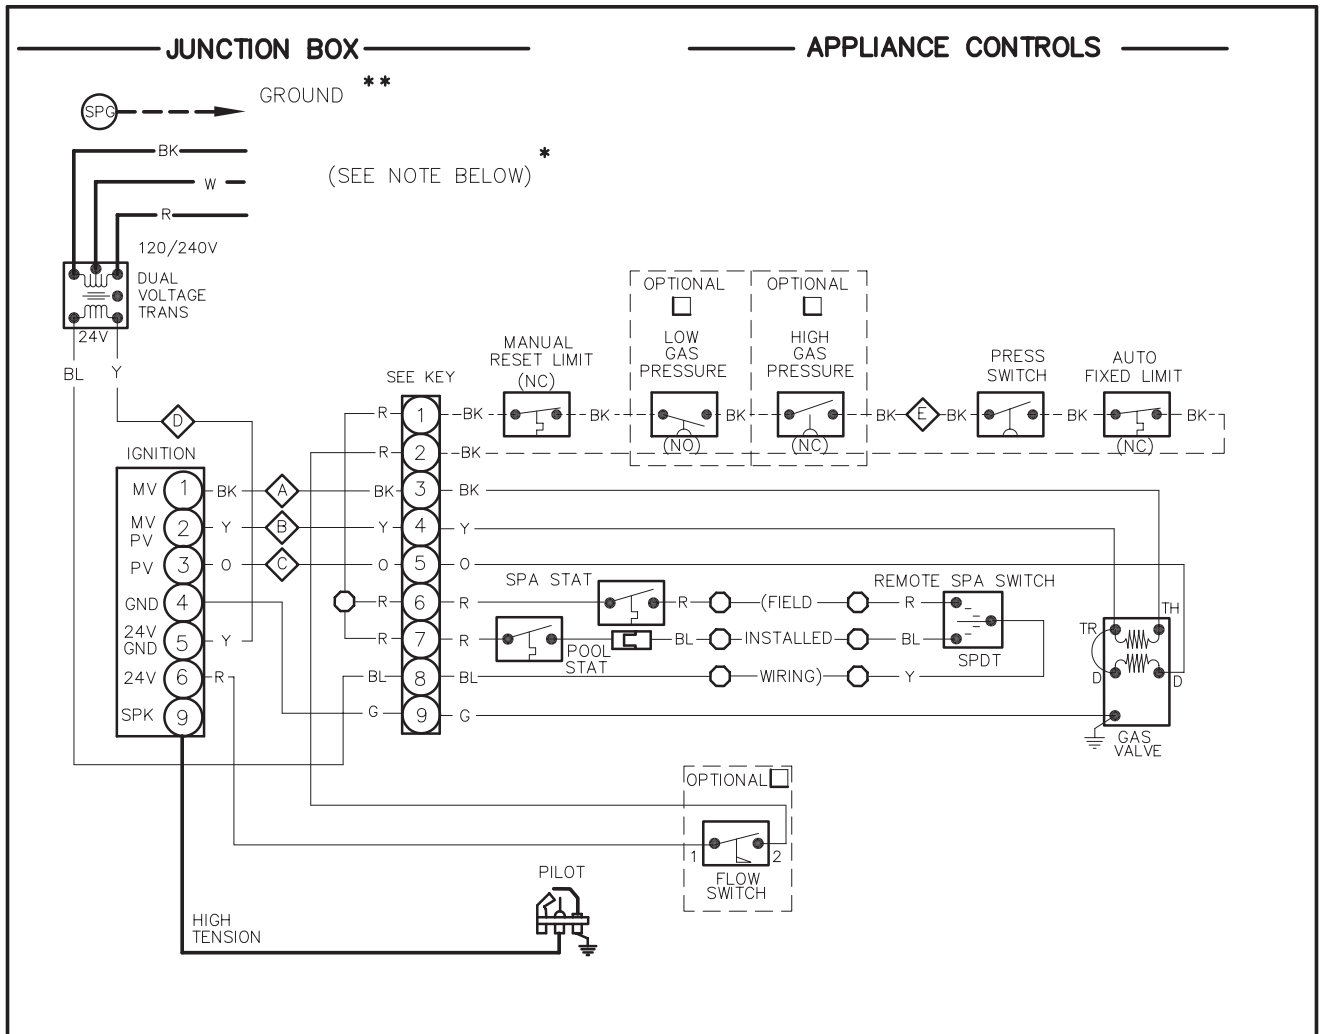 JUNCTION BOX
APPLIANCE CONTROLS
SPG
GROUND **
BK
*
(SEE NOTE BELOW)
W
R
120/240V
DUAL
VOLTAGE
TRANS
24V
BL Y
D
OPTIONAL
LOW
GAS
PRESSURE
(NO)
OPTIONAL
HIGH
GAS
PRESSURE
(NC)
MANUAL
RESET LIMIT
(NC)
PRESS
SWITCH
AUTO
FIXED LIMIT
(NC)
SEE KEY
R 1 BK BK BK BK E BK BK BK
R 2 BK
IGNITION
MV 1 BK A BK 3 BK
MV
PV
2 Y B Y 4 Y
PV 3 O C O 5 O
GND 4
24V
GND
5 Y
24V 6 R
SPK 9
SPA STAT
REMOTE SPA SWITCH
R 6 R R (FIELD R
R 7 R BL INSTALLED BL
POOL
STAT
SPDT
BL 8 BL WIRING) Y
G 9 G
TH
TR
D D
GAS
VALVE
OPTIONAL
1 2
FLOW
SWITCH
PILOT
HIGH
TENSION